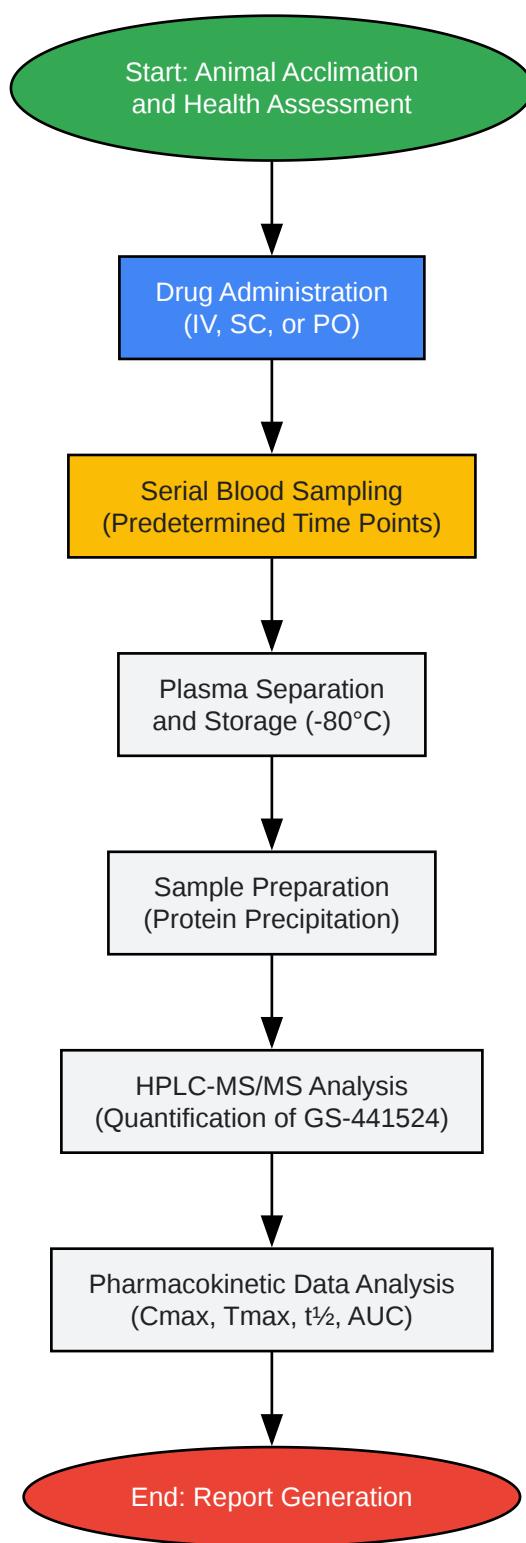 Start: Animal Acclimation
and Health Assessment
Drug Administration
(IV, SC, or PO)
Serial Blood Sampling
(Predetermined Time Points)
Plasma Separation
and Storage (-80°C)
Sample Preparation
(Protein Precipitation)
HPLC-MS/MS Analysis
(Quantification of GS-441524)
Pharmacokinetic Data Analysis
(Cmax, Tmax, t½, AUC)
End: Report Generation